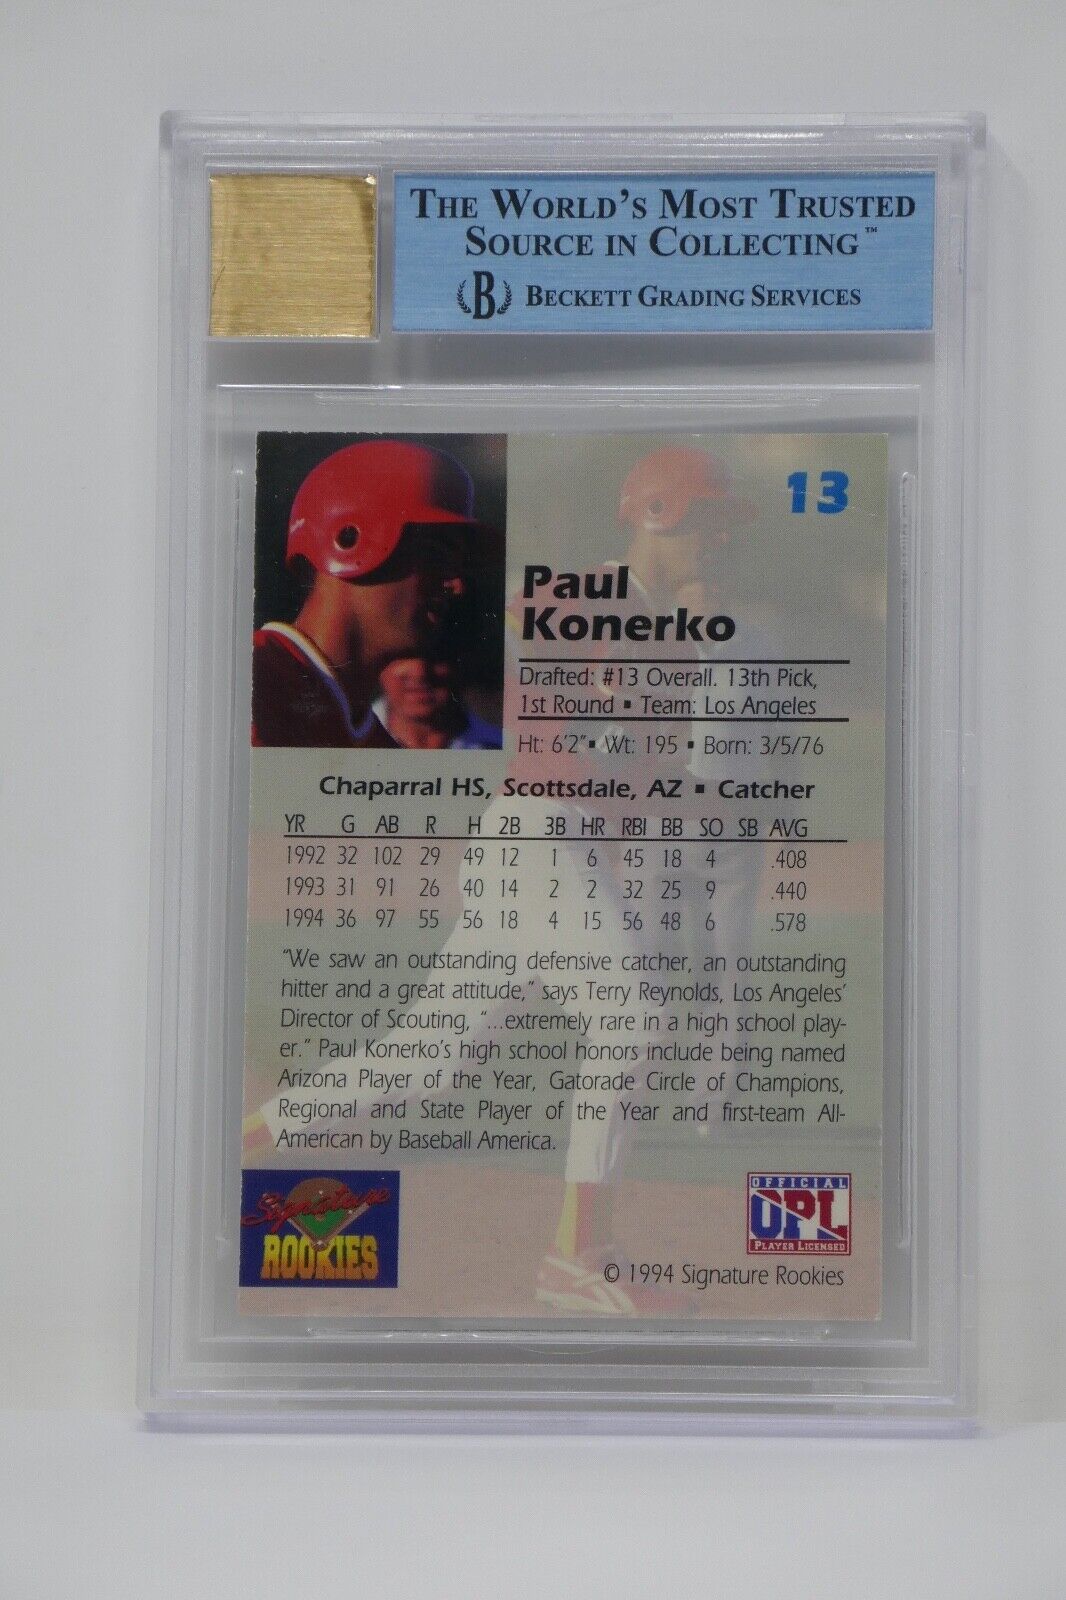 THE WORLD'S MOST TRUSTED
SOURCE IN COLLECTING™
B BECKETT GRADING SERVICES
13
Paul
Konerko
Drafted: #13 Overall. 13th Pick,
1st Round ▪ Team: Los Angeles
Ht: 6'2" ▪ Wt: 195 ▪ Born: 3/5/76
Chaparral HS, Scottsdale, AZ ▪ Catcher
YR G AB R H 2B 3B HR RBI BB SO SB AVG
1992 32 102 29 49 12 1 6 45 18 4 .408
1993 31 91 26 40 14 2 2 32 25 9 .440
1994 36 97 55 56 18 4 15 56 48 6 .578
"We saw an outstanding defensive catcher, an outstanding
hitter and a great attitude," says Terry Reynolds, Los Angeles'
Director of Scouting, "...extremely rare in a high school play-
er." Paul Konerko's high school honors include being named
Arizona Player of the Year, Gatorade Circle of Champions,
Regional and State Player of the Year and first-team All-
American by Baseball America.
Signature
ROOKIES
OFFICIAL
OPL
PLAYER LICENSED
© 1994 Signature Rookies